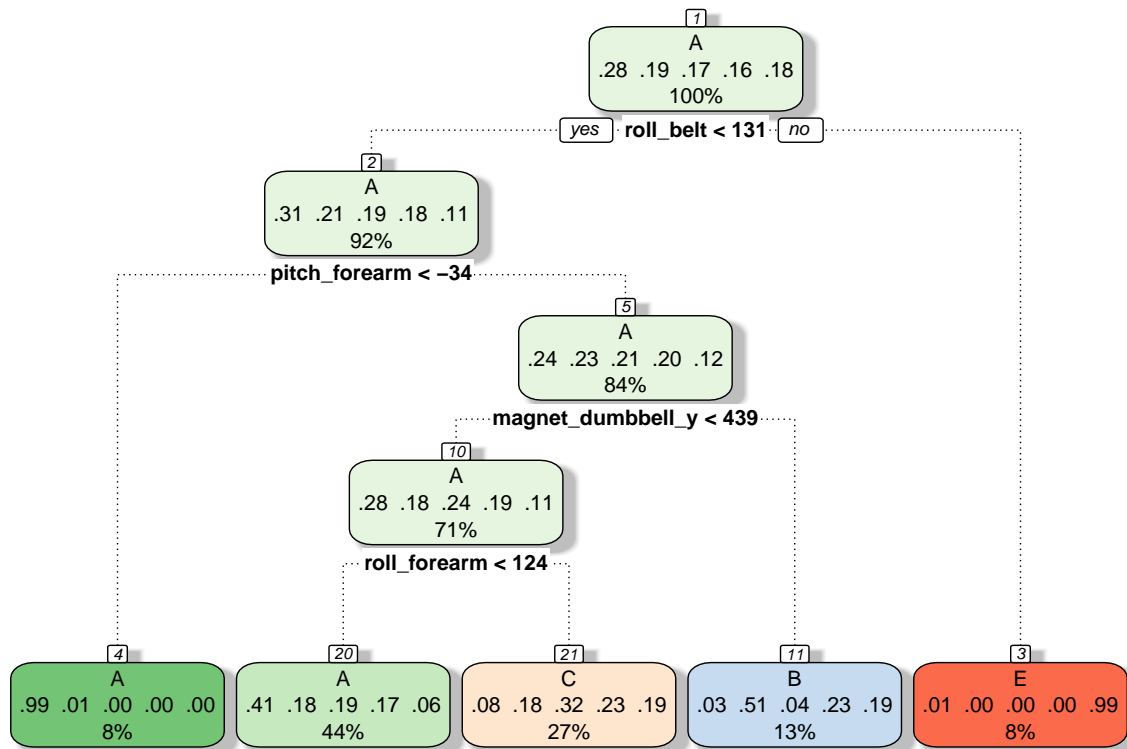 1
A
.28 .19 .17 .16 .18
100%
yes roll_belt < 131 no
2
A
.31 .21 .19 .18 .11
92%
pitch_forearm < −34
5
A
.24 .23 .21 .20 .12
84%
magnet_dumbbell_y < 439
10
A
.28 .18 .24 .19 .11
71%
roll_forearm < 124
4
A
.99 .01 .00 .00 .00
8%
20
A
.41 .18 .19 .17 .06
44%
21
C
.08 .18 .32 .23 .19
27%
11
B
.03 .51 .04 .23 .19
13%
3
E
.01 .00 .00 .00 .99
8%